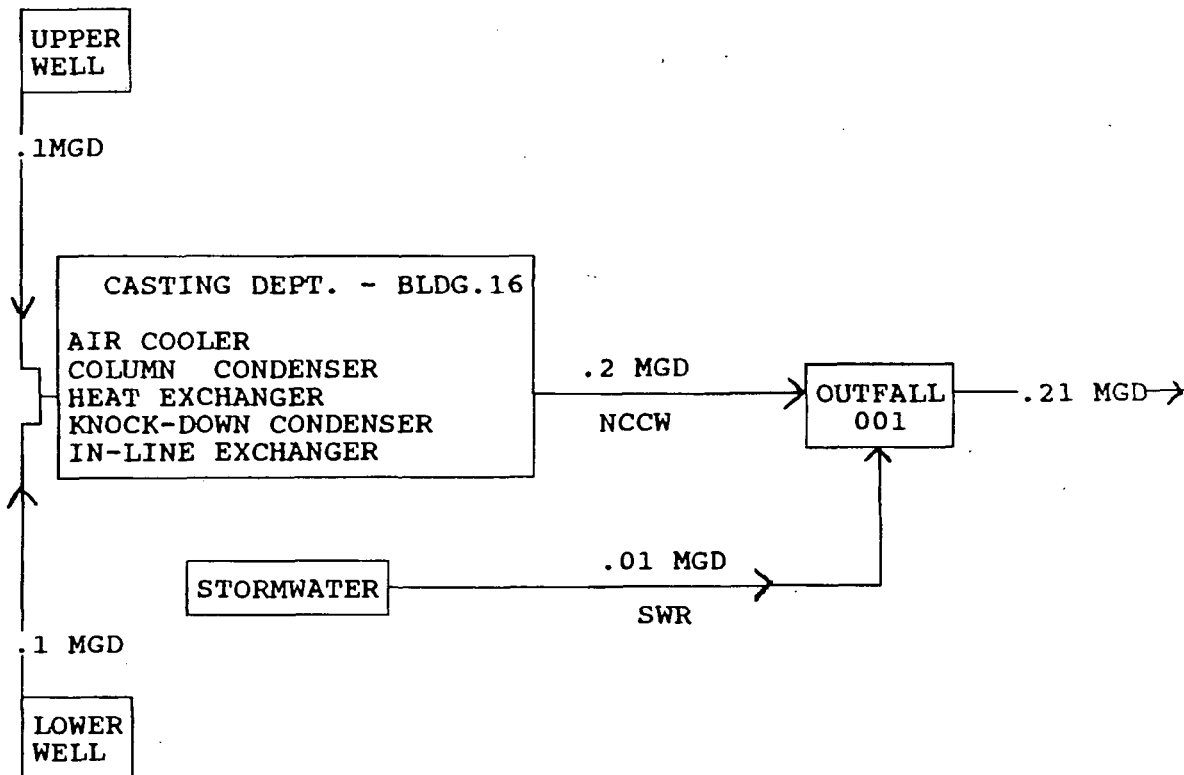 UPPER
WELL
.1MGD
CASTING DEPT. - BLDG.16
AIR COOLER
COLUMN CONDENSER
HEAT EXCHANGER
KNOCK-DOWN CONDENSER
IN-LINE EXCHANGER
.2 MGD
NCCW
OUTFALL
001
.21 MGD
.01 MGD
STORMWATER
SWR
.1 MGD
LOWER
WELL